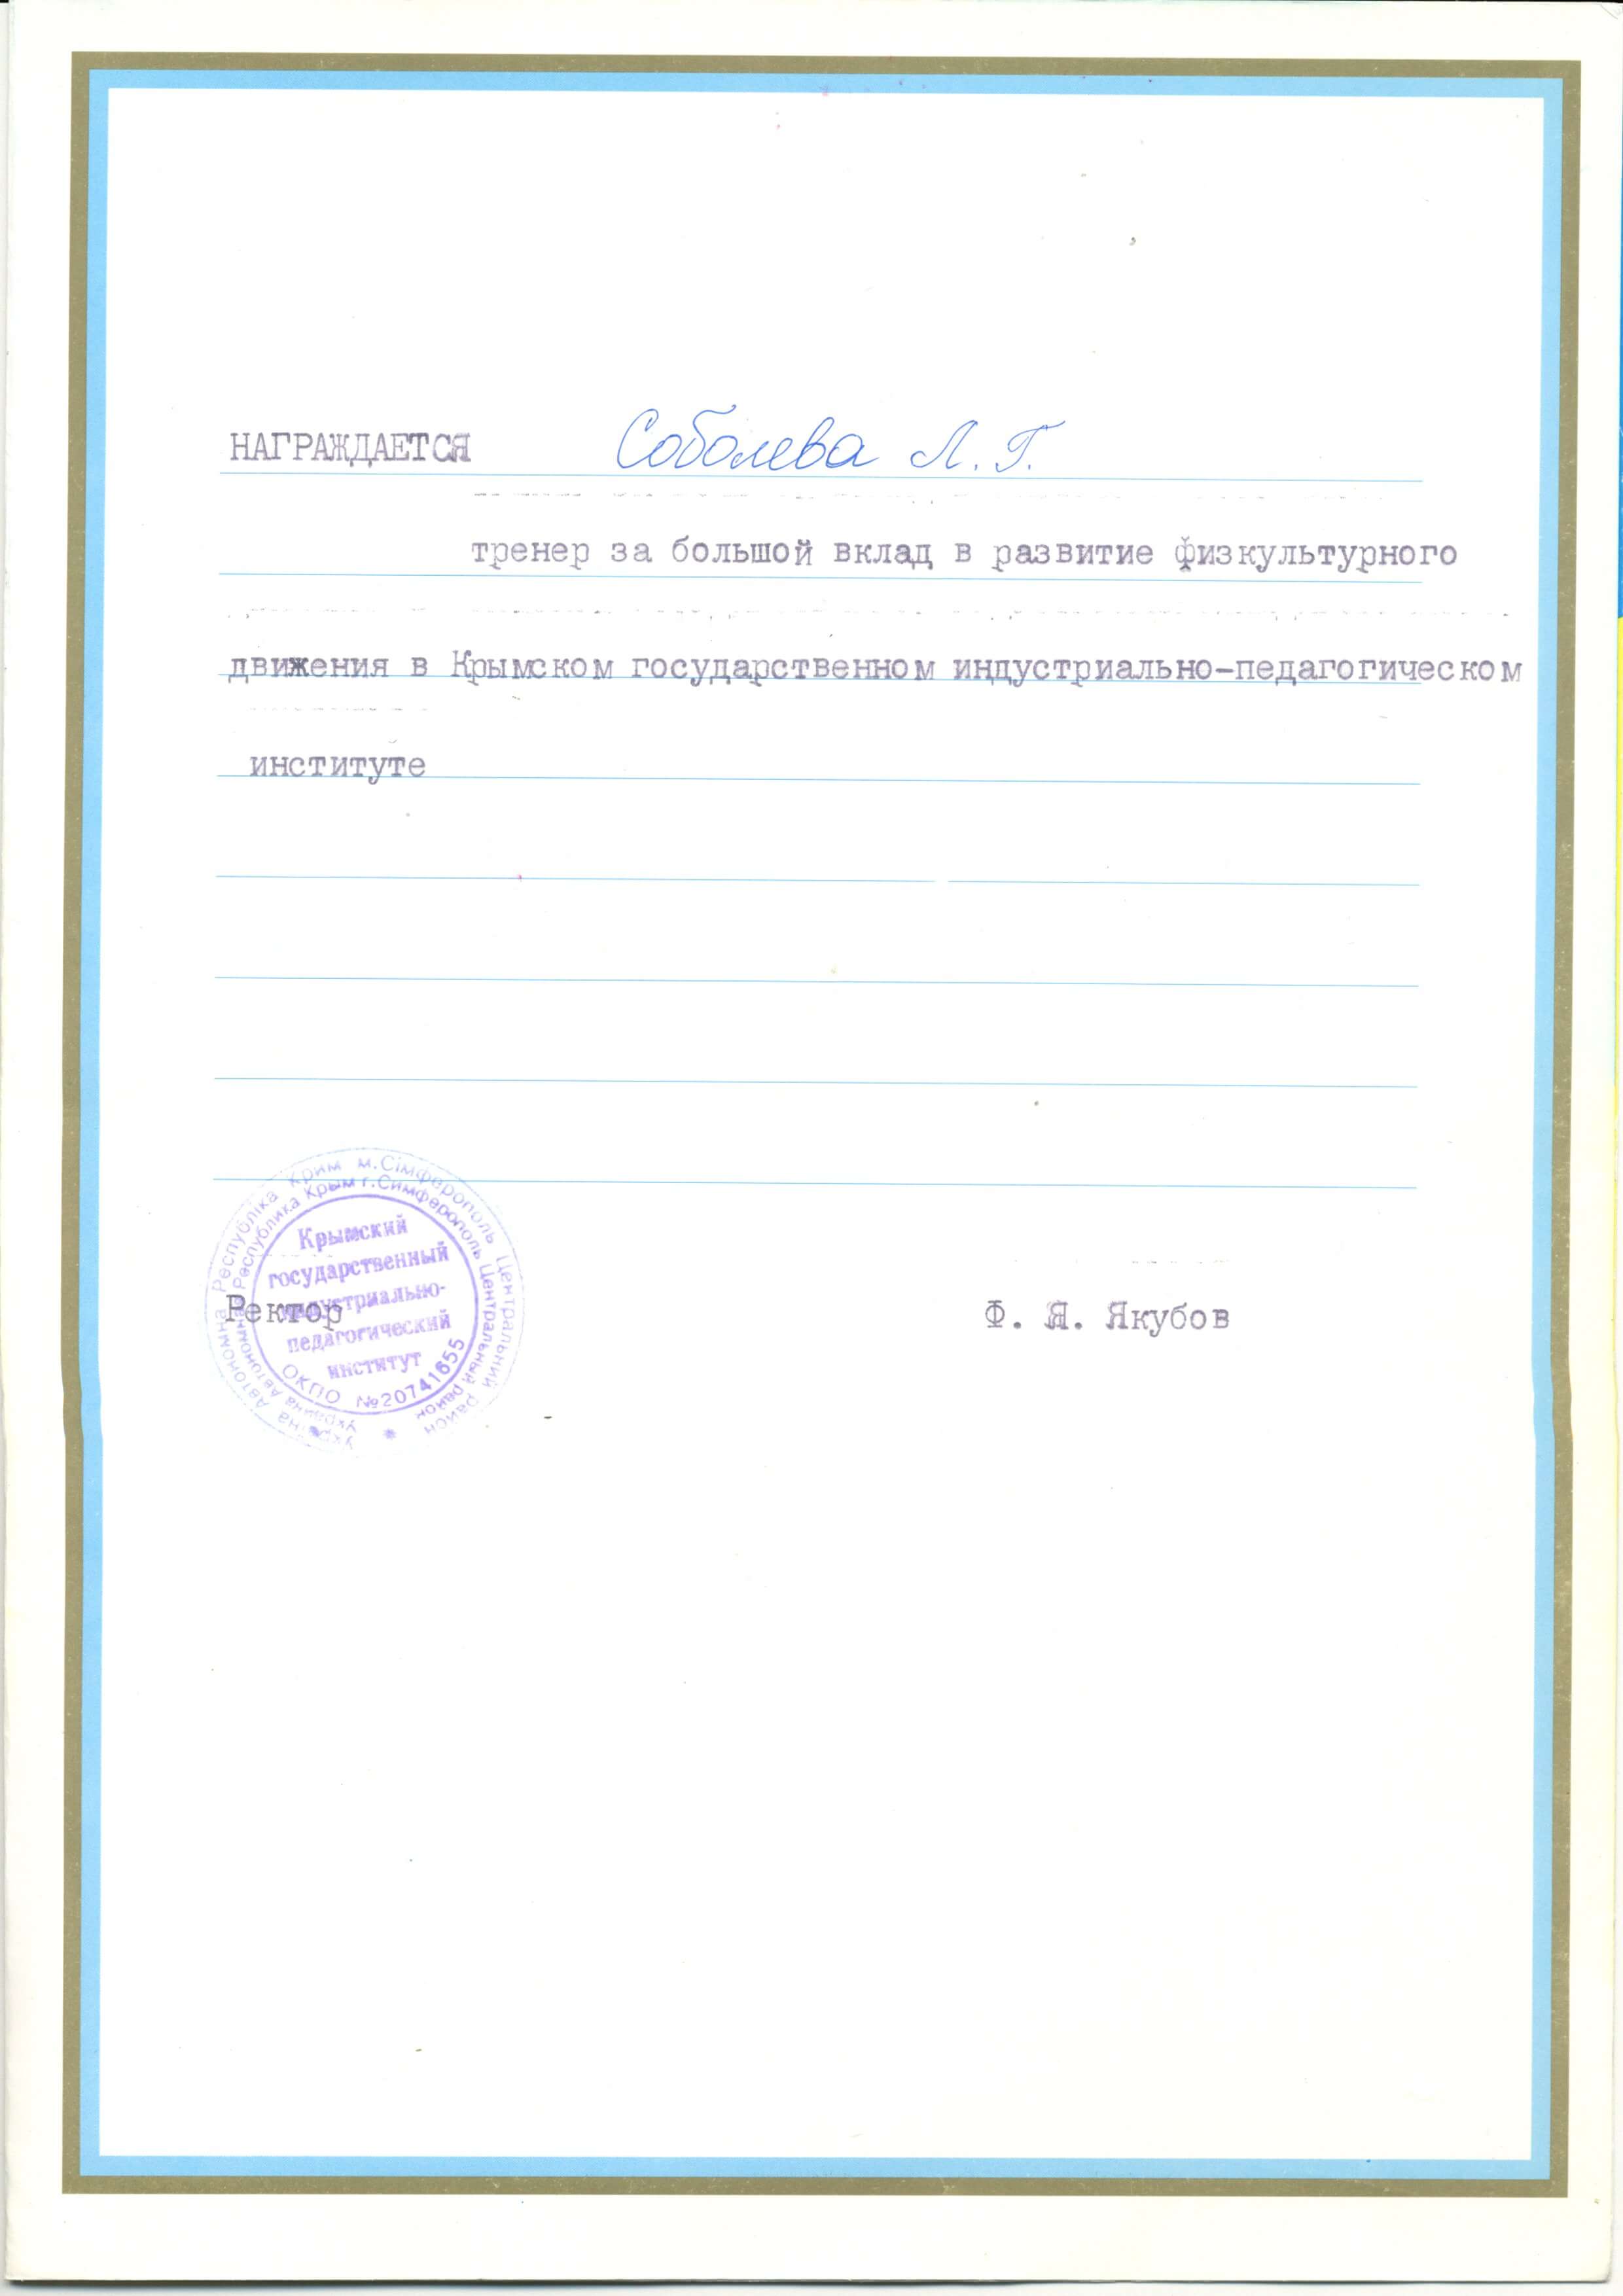 НАГРАЖДАЕТСЯ Соболева Л. Г.
тренер за большой вклад в развитие физкультурного
движения в Крымском государственном индустриально-педагогическом
институте
Україна Автономна Республіка Крим м.Сімферополь Центральний район
Украина Автономная Республика Крым г.Симферополь Центральный район
Крымский
государственный
индустриально-
педагогический
институт
ОКПО №20741655
Ректор Ф. Я. Якубов